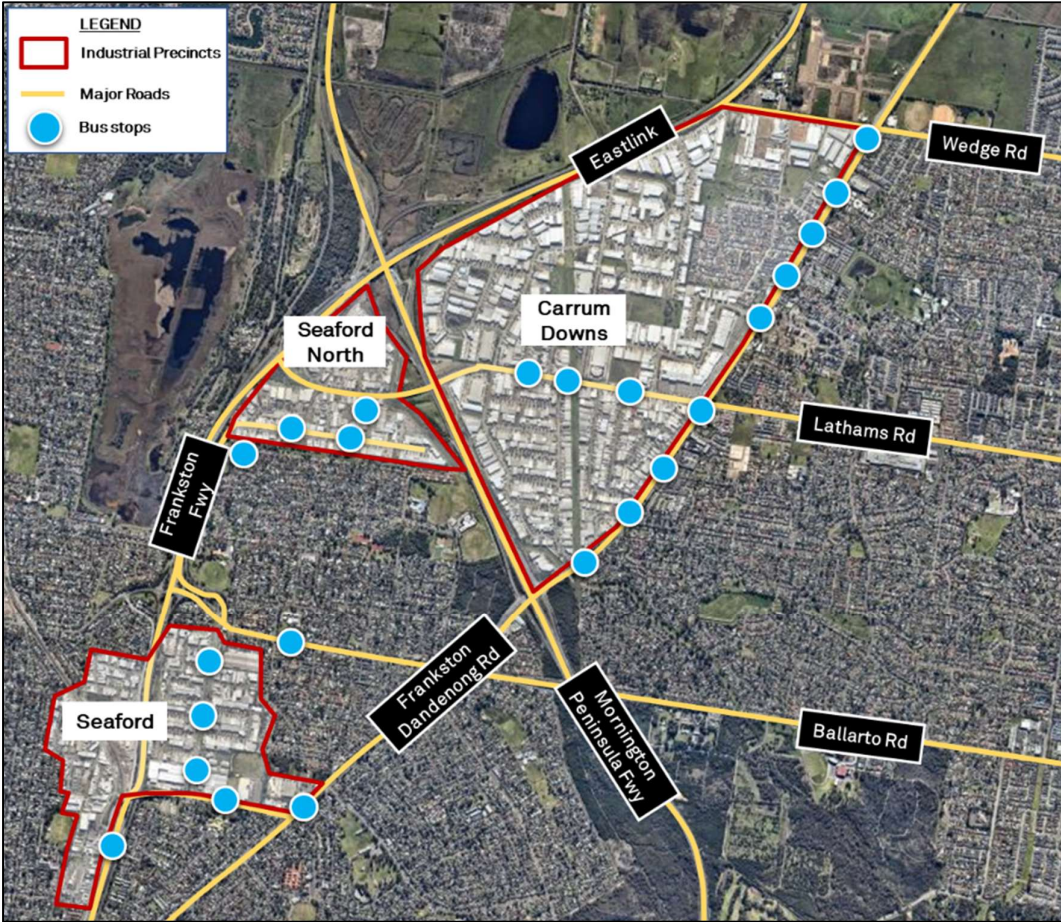 LEGEND
Industrial Precincts
Major Roads
Bus stops
Eastlink
Wedge Rd
Carrum
Downs
Seaford
North
Lathams Rd
Frankston
Fwy
Frankston
Dandenong Rd
Mornington
Peninsula Fwy
Seaford
Ballarto Rd